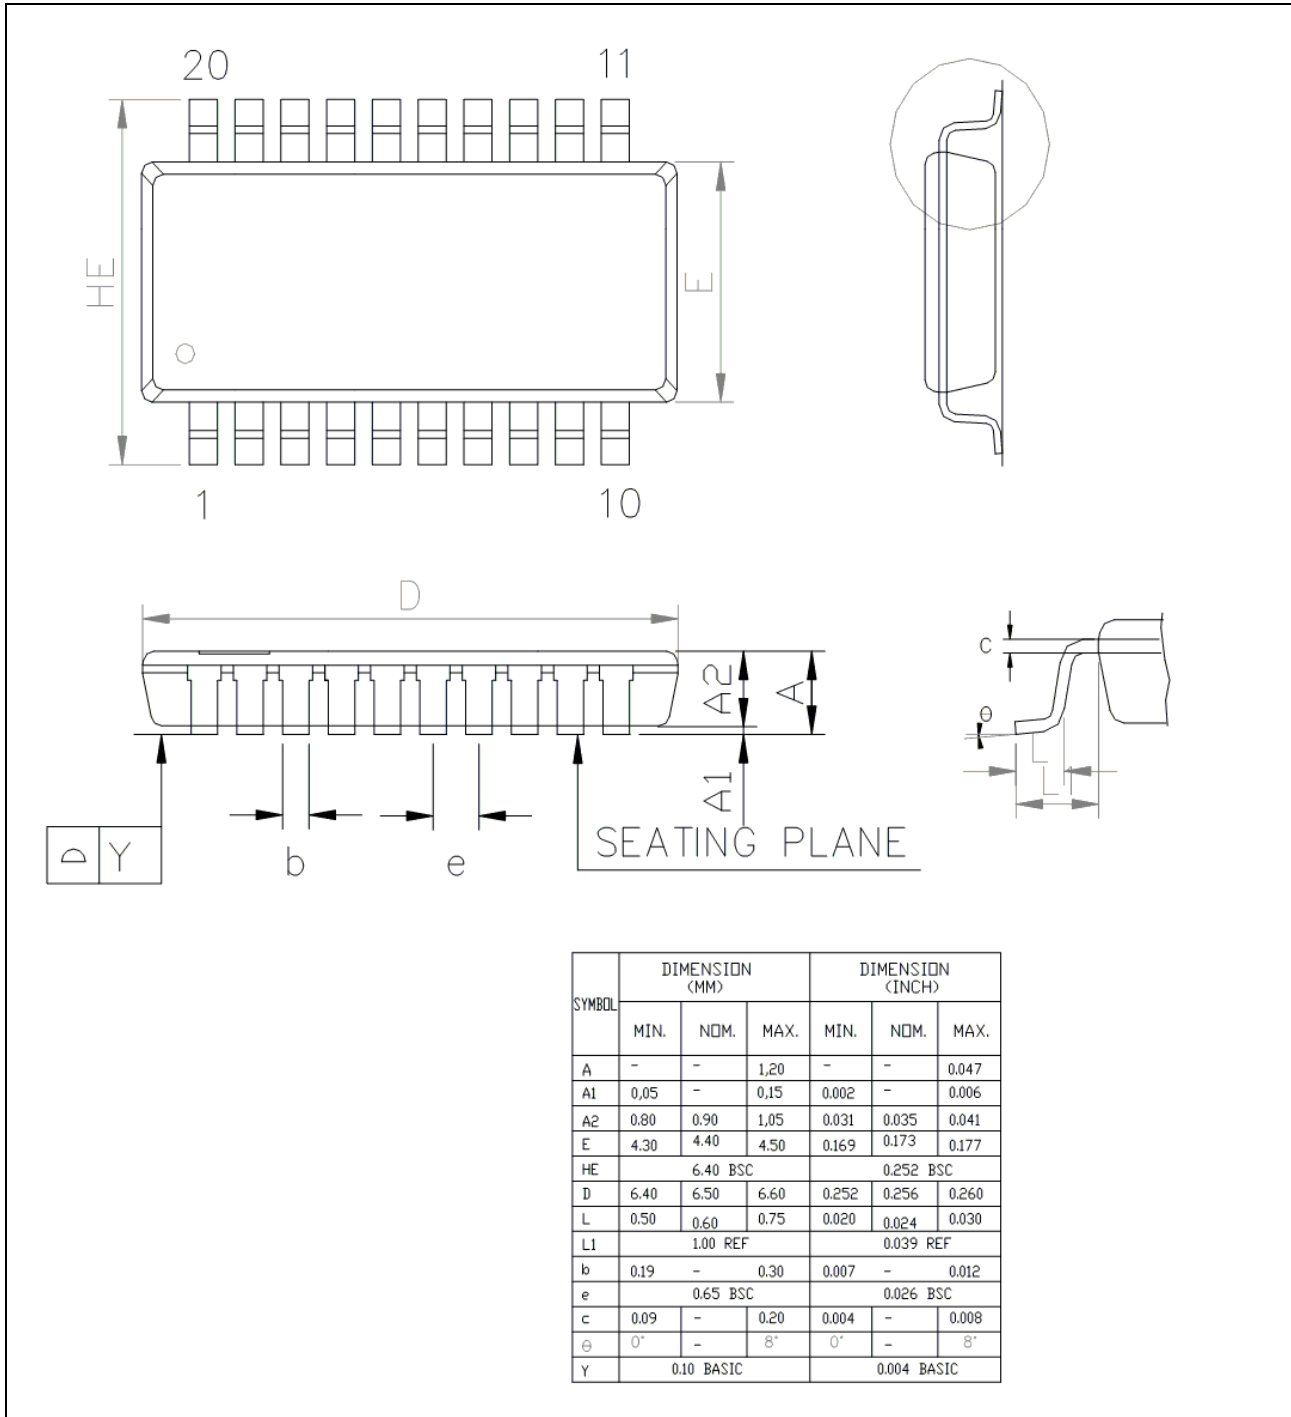 20 11
HE
E
1 10
D
A2
A
A1
D Y
b
e
SEATING PLANE
c
θ
L
L
SYMBOL DIMENSION (MM) DIMENSION (INCH)
MIN. NOM. MAX. MIN. NOM. MAX.
A - - 1,20 - - 0.047
A1 0,05 - 0,15 0.002 - 0.006
A2 0.80 0.90 1,05 0.031 0.035 0.041
E 4.30 4.40 4.50 0.169 0.173 0.177
HE 6.40 BSC 0.252 BSC
D 6.40 6.50 6.60 0.252 0.256 0.260
L 0.50 0.60 0.75 0.020 0.024 0.030
L1 1.00 REF 0.039 REF
b 0.19 - 0.30 0.007 - 0.012
e 0.65 BSC 0.026 BSC
c 0.09 - 0.20 0.004 - 0.008
θ 0° - 8° 0° - 8°
Y 0.10 BASIC 0.004 BASIC